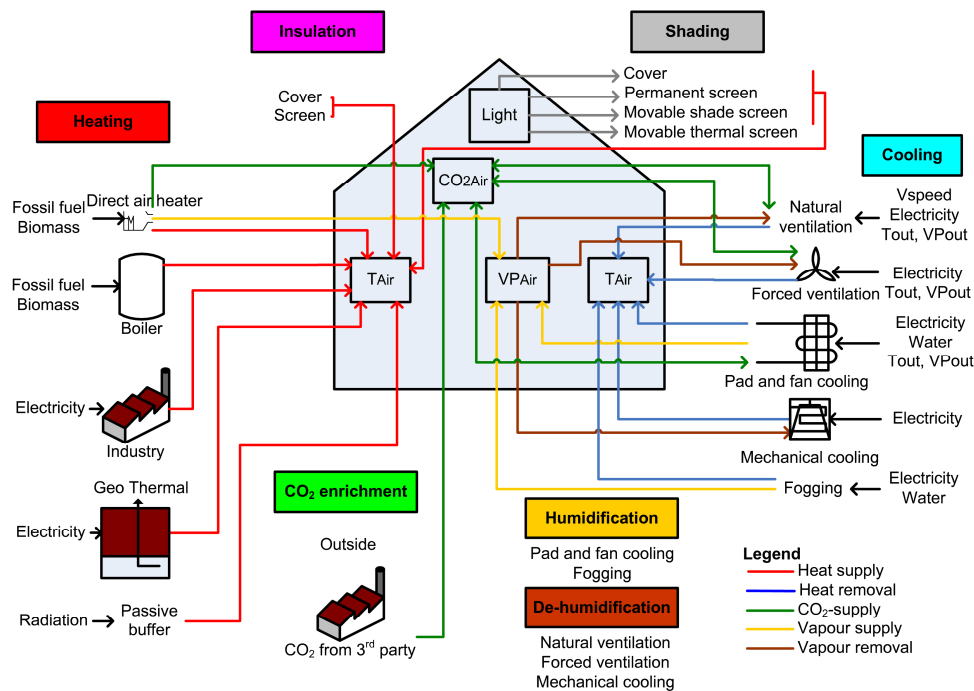 Insulation
Shading
Cover
Screen
Cover
Permanent screen
Movable shade screen
Movable thermal screen
Light
Heating
Cooling
CO2Air
Direct air heater
Fossil fuel
Biomass
Natural
ventilation
Vspeed
Electricity
Tout, VPout
TAir
VPAir
TAir
Fossil fuel
Biomass
Boiler
Forced ventilation
Electricity
Tout, VPout
Electricity
Water
Tout, VPout
Pad and fan cooling
Electricity
Industry
Electricity
Mechanical cooling
Geo Thermal
CO2 enrichment
Fogging
Electricity
Water
Electricity
Humidification
Outside
Pad and fan cooling
Fogging
Legend
Heat supply
Heat removal
CO2-supply
Vapour supply
Vapour removal
De-humidification
Radiation
Passive
buffer
CO2 from 3rd party
Natural ventilation
Forced ventilation
Mechanical cooling